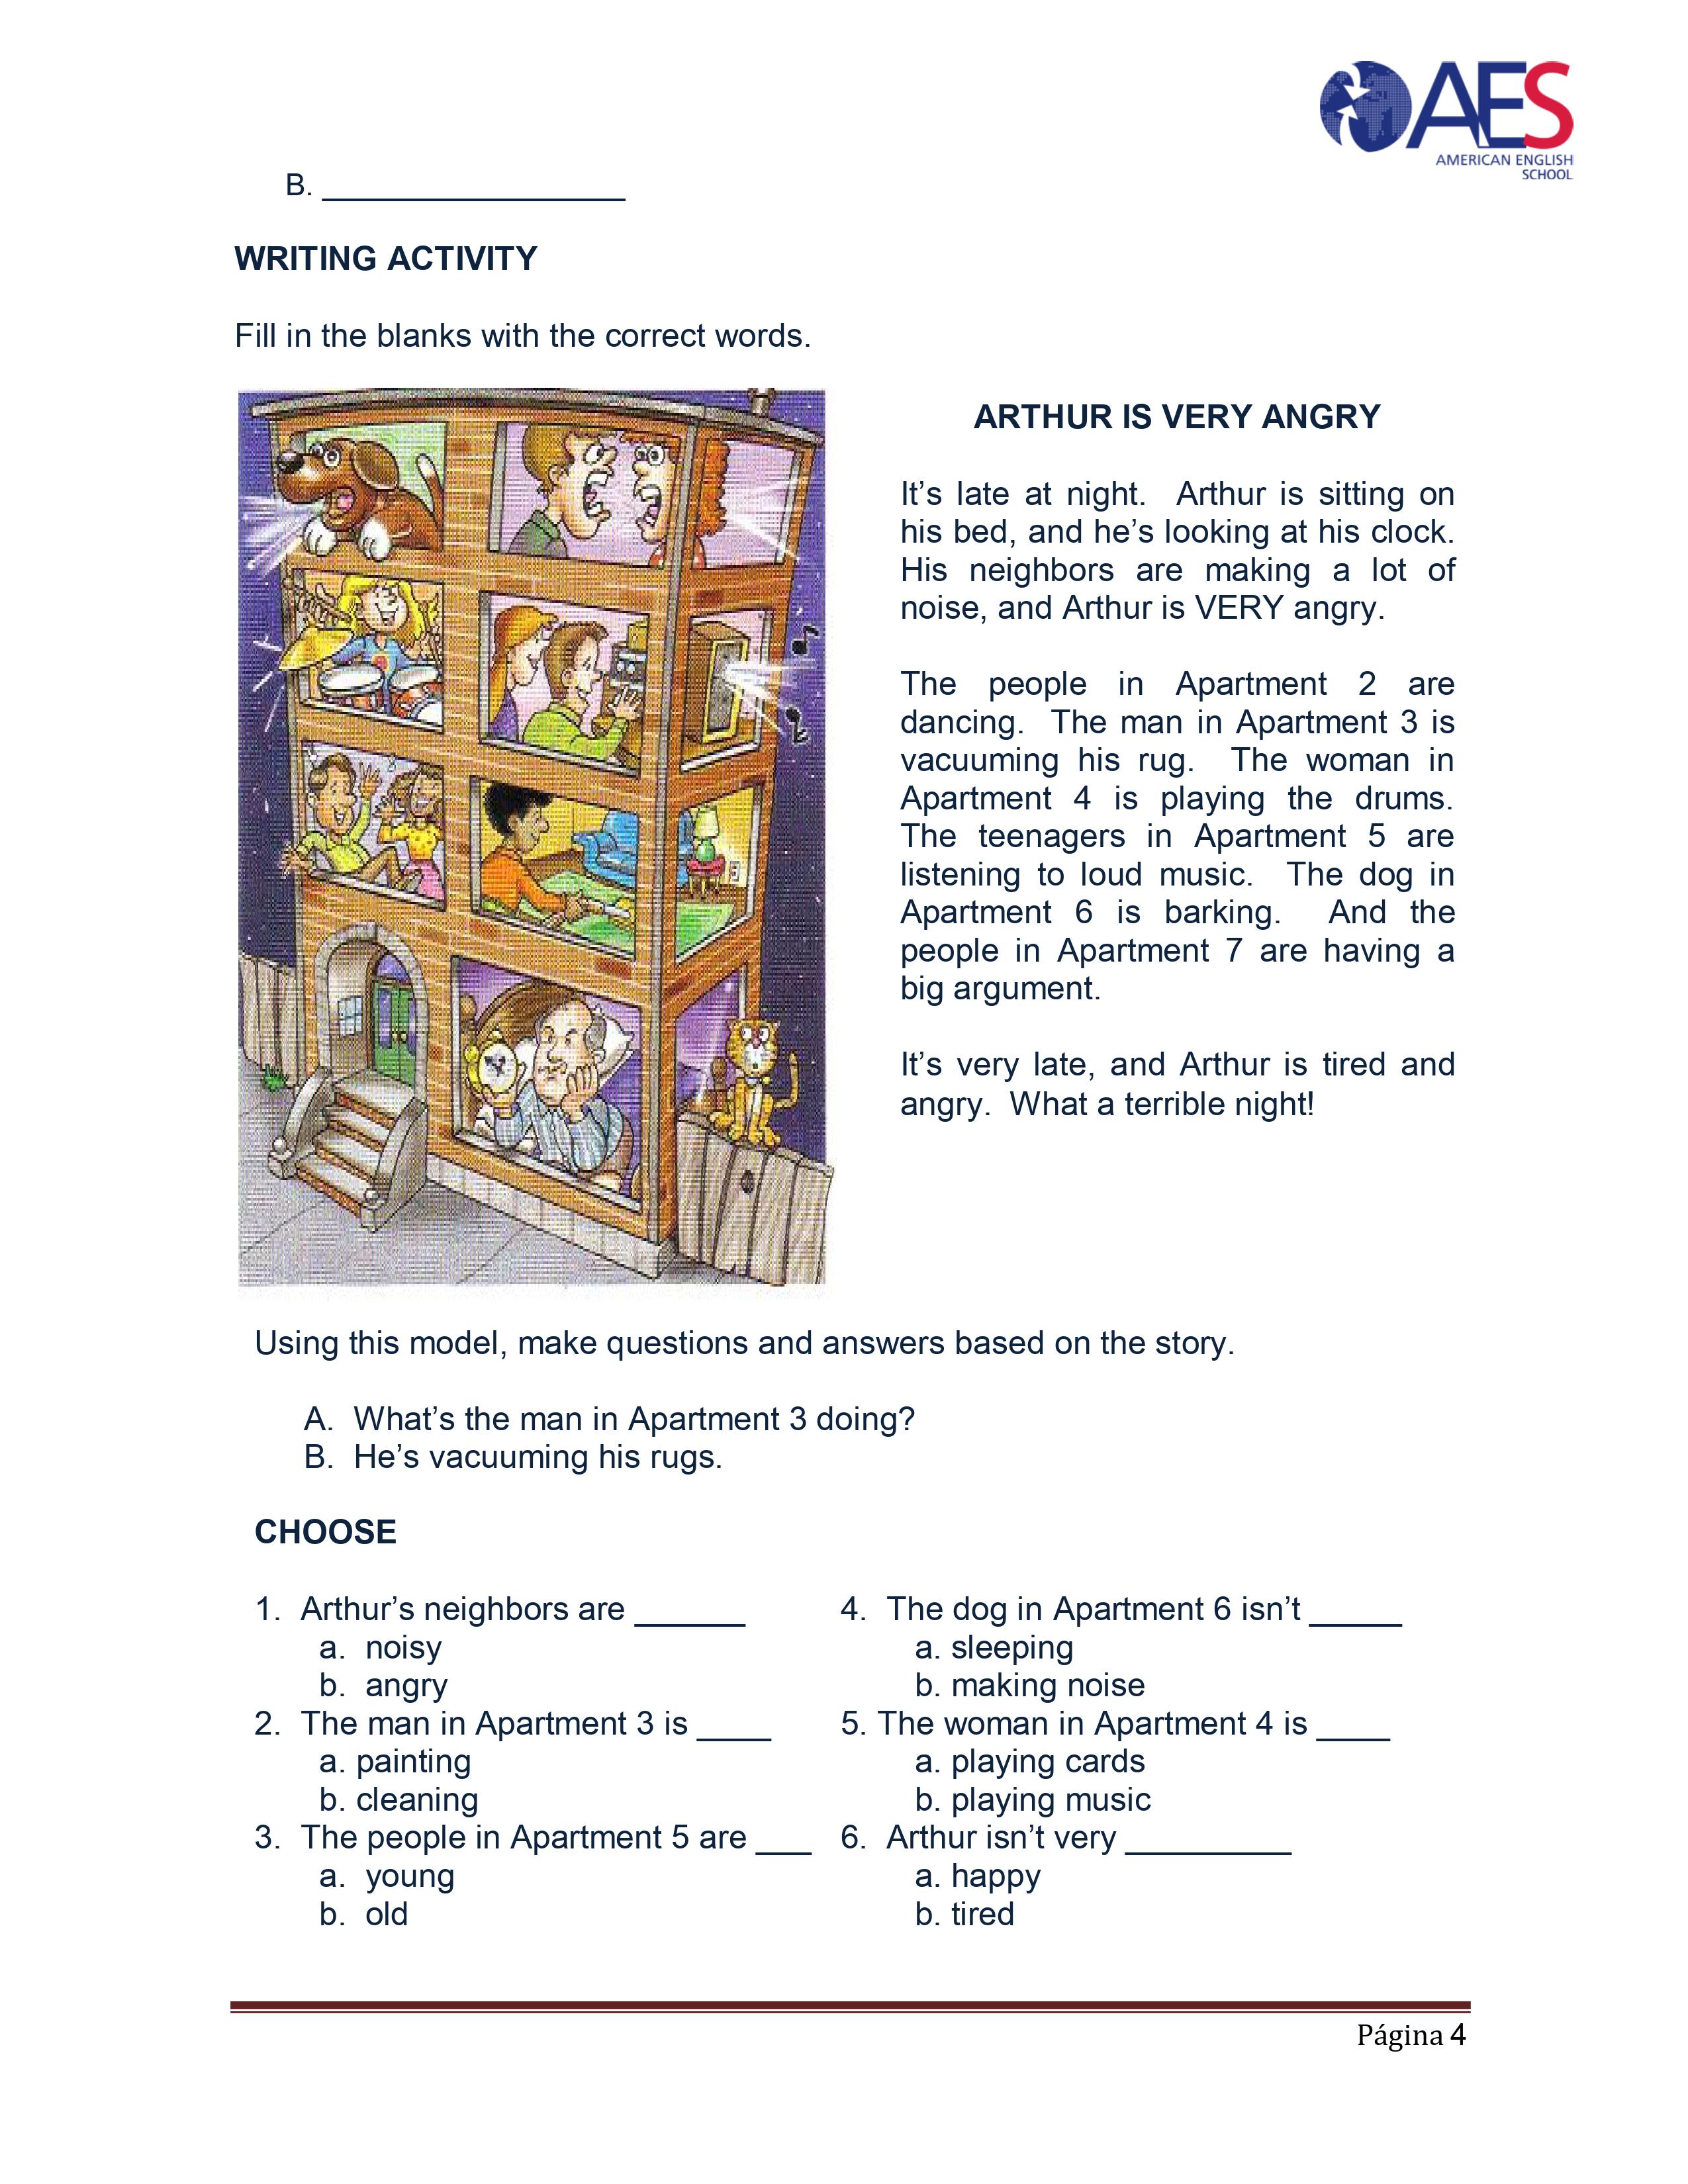 AES
AMERICAN ENGLISH
SCHOOL
B. __________________
WRITING ACTIVITY
Fill in the blanks with the correct words.
ARTHUR IS VERY ANGRY
It’s late at night. Arthur is sitting on
his bed, and he’s looking at his clock.
His neighbors are making a lot of
noise, and Arthur is VERY angry.
The people in Apartment 2 are
dancing. The man in Apartment 3 is
vacuuming his rug. The woman in
Apartment 4 is playing the drums.
The teenagers in Apartment 5 are
listening to loud music. The dog in
Apartment 6 is barking. And the
people in Apartment 7 are having a
big argument.
It’s very late, and Arthur is tired and
angry. What a terrible night!
Using this model, make questions and answers based on the story.
A. What’s the man in Apartment 3 doing?
B. He’s vacuuming his rugs.
CHOOSE
1. Arthur’s neighbors are ______
a. noisy
b. angry
2. The man in Apartment 3 is ____
a. painting
b. cleaning
3. The people in Apartment 5 are ___
a. young
b. old
4. The dog in Apartment 6 isn’t _____
a. sleeping
b. making noise
5. The woman in Apartment 4 is ____
a. playing cards
b. playing music
6. Arthur isn’t very _________
a. happy
b. tired
Página 4